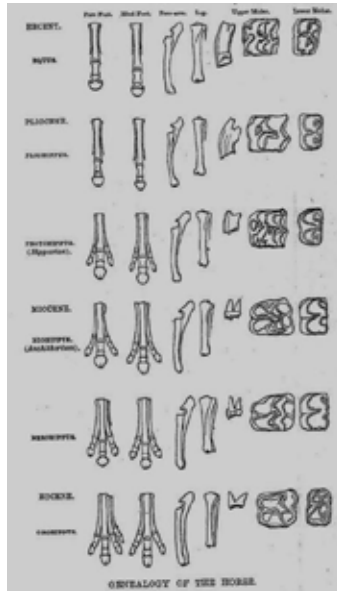 Fore Foot. Hind Foot. Fore-arm. Leg. Upper Molar. Lower Molar.
RECENT.
EQUUS.
PLIOCENE.
PLIOHIPPUS.
PROTOHIPPUS.
(Hipparion).
MIOCENE.
MIOHIPPUS.
(Anchitherium).
MESOHIPPUS.
EOCENE.
OROHIPPUS.
GENEALOGY OF THE HORSE.